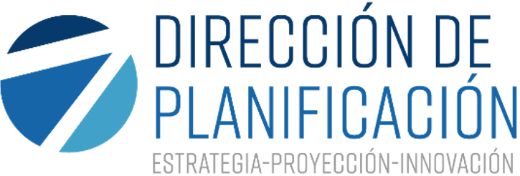 DIRECCIÓN DE
PLANIFICACIÓN
ESTRATEGIA-PROYECCIÓN-INNOVACIÓN